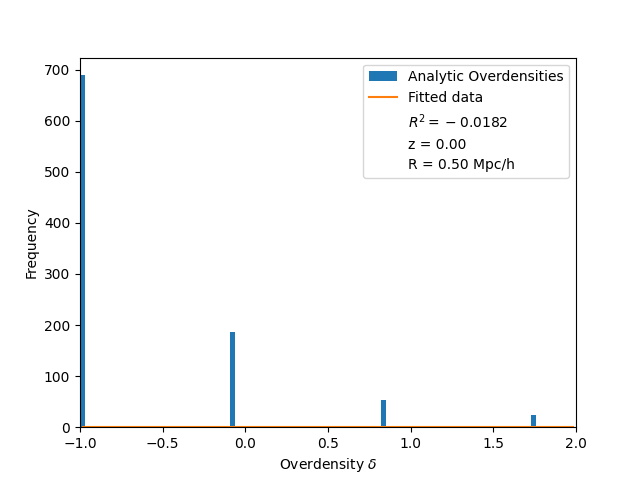 Analytic Overdensities
Fitted data
R² = −0.0182
z = 0.00
R = 0.50 Mpc/h
700
600
500
400
300
200
100
0
Frequency
−1.0 −0.5 0.0 0.5 1.0 1.5 2.0
Overdensity δ